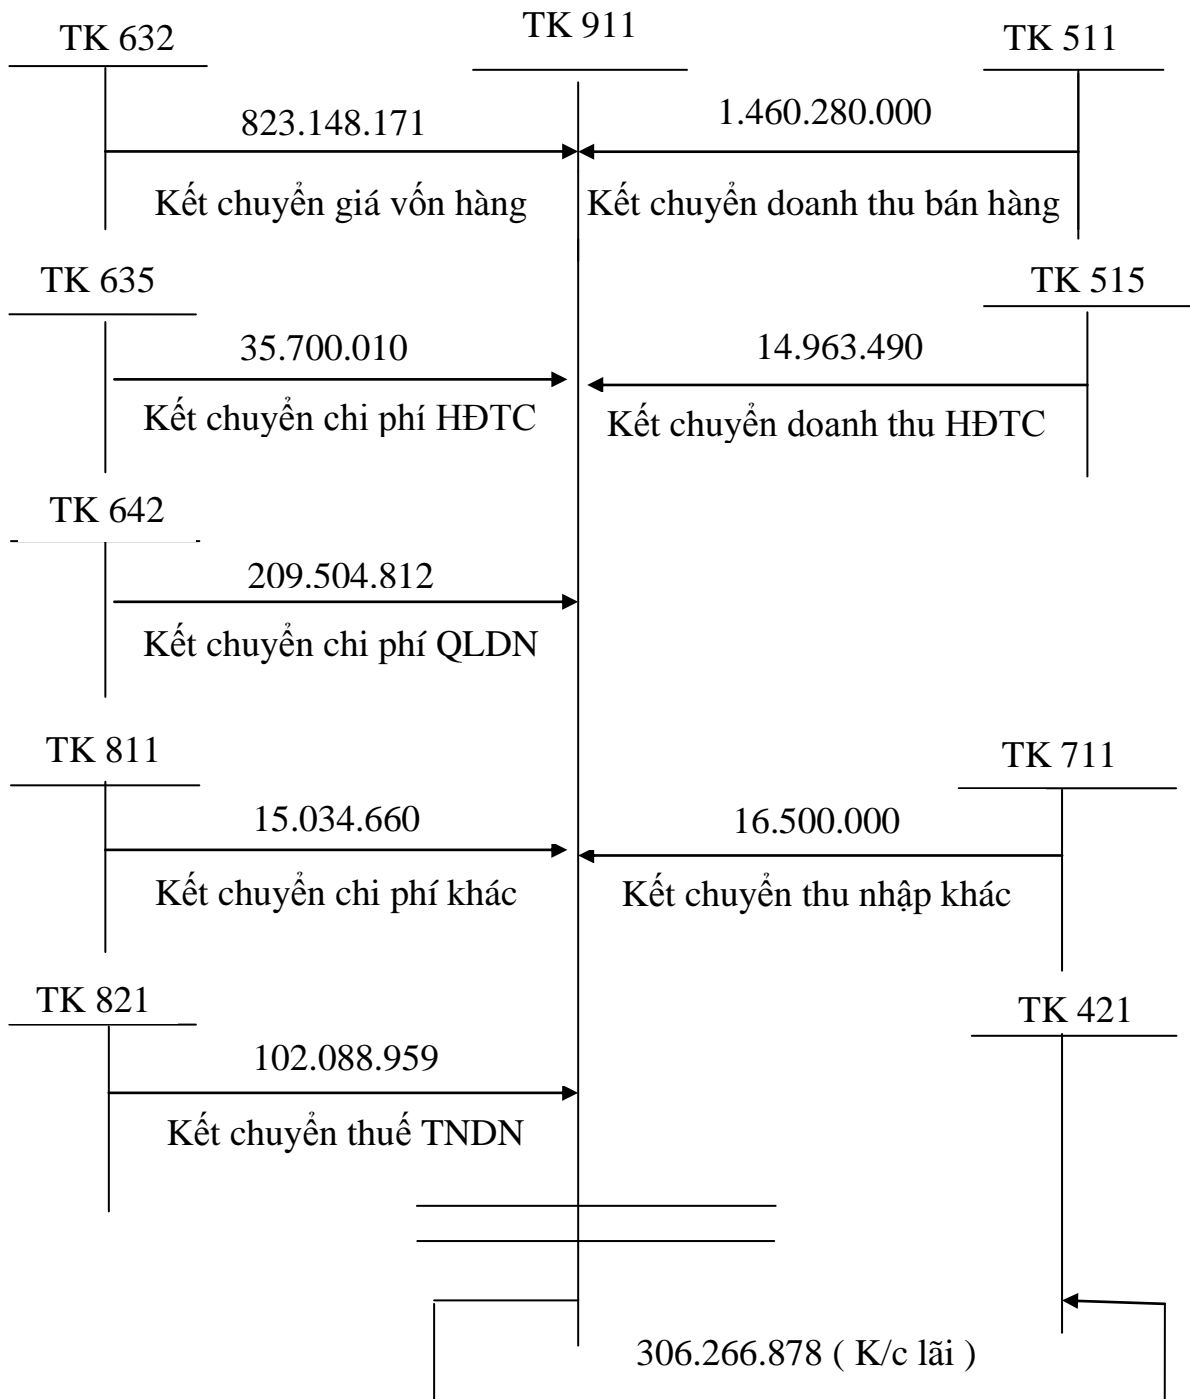 TK 632
TK 911
TK 511
823.148.171
1.460.280.000
Kết chuyển giá vốn hàng
Kết chuyển doanh thu bán hàng
TK 635
TK 515
35.700.010
14.963.490
Kết chuyển chi phí HĐTC
Kết chuyển doanh thu HĐTC
TK 642
209.504.812
Kết chuyển chi phí QLDN
TK 811
TK 711
15.034.660
16.500.000
Kết chuyển chi phí khác
Kết chuyển thu nhập khác
TK 821
TK 421
102.088.959
Kết chuyển thuế TNDN
306.266.878 ( K/c lãi )